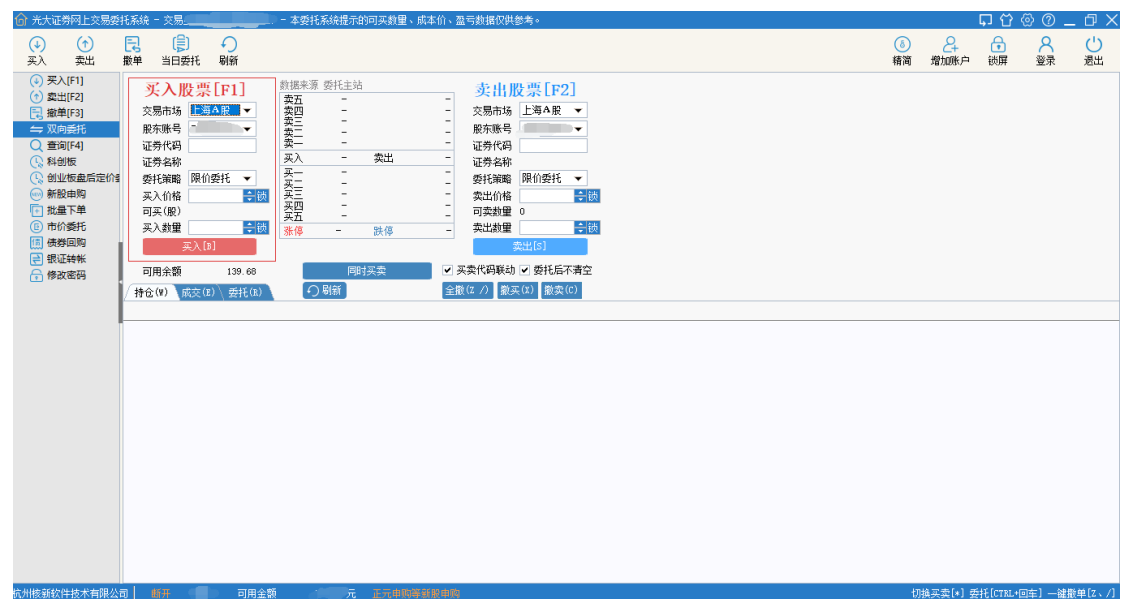 光大证券网上交易委托系统 - 交易 - 本委托系统提示的可买数量、成本价、盈亏数据仅供参考。
买入 卖出 撤单 当日委托 刷新 精简 增加账户 锁屏 登录 退出
买入[F1]
卖出[F2]
撤单[F3]
双向委托
查询[F4]
科创板
创业板盘后定价
新股申购
批量下单
市价委托
债券回购
银证转帐
修改密码
买入股票[F1]
交易市场 上海A股
股东账号
证券代码
证券名称
委托策略 限价委托
买入价格 锁
可买(股)
买入数量 锁
买入[B]
可用余额 139.68
数据来源 委托主站
卖五 - -
卖四 - -
卖三 - -
卖二 - -
卖一 - -
买入 - 卖出 -
买一 - -
买二 - -
买三 - -
买四 - -
买五 - -
涨停 - 跌停 -
同时买卖
刷新
卖出股票[F2]
交易市场 上海A股
股东账号
证券代码
证券名称
委托策略 限价委托
卖出价格 锁
可卖数量 0
卖出数量 锁
卖出[S]
买卖代码联动 委托后不清空
全撤(Z /) 撤买(X) 撤卖(C)
持仓(W) 成交(E) 委托(R)
杭州核新软件技术有限公司 断开 可用金额 元 正元申购等新股申购 切换买卖[*] 委托[CTRL+回车] 一键撤单[Z、/]